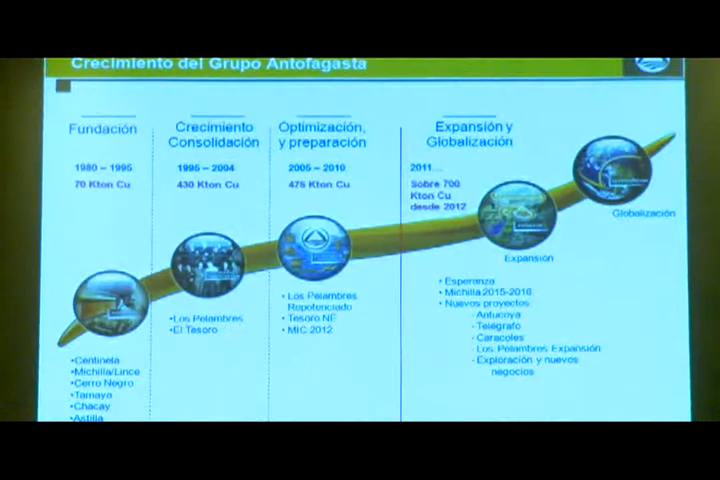 Crecimiento del Grupo Antofagasta
Fundación
1980 – 1995
70 Kton Cu
Crecimiento
Consolidación
1995 – 2004
430 Kton Cu
Optimización,
y preparación
2005 – 2010
475 Kton Cu
Expansión y
Globalización
2011...
Sobre 700
Kton Cu
desde 2012
Globalización
Expansión
•Centinela
•Michilla/Lince
•Cerro Negro
•Tamaya
•Chacay
•Astilla
•Los Pelambres
•El Tesoro
•Los Pelambres
Repotenciado
•Tesoro NE
•MIC 2012
•Esperanza
•Michilla 2015-2016
•Nuevos proyectos
-Antucoya
-Telégrafo
-Caracoles
-Los Pelambres Expansión
-Exploración y nuevos
negocios